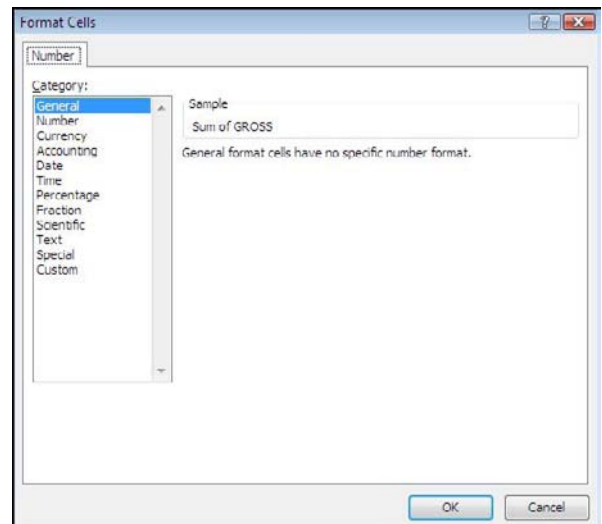 Format Cells
Number
Category:
General
Number
Currency
Accounting
Date
Time
Percentage
Fraction
Scientific
Text
Special
Custom
Sample
Sum of GROSS
General format cells have no specific number format.
OK
Cancel